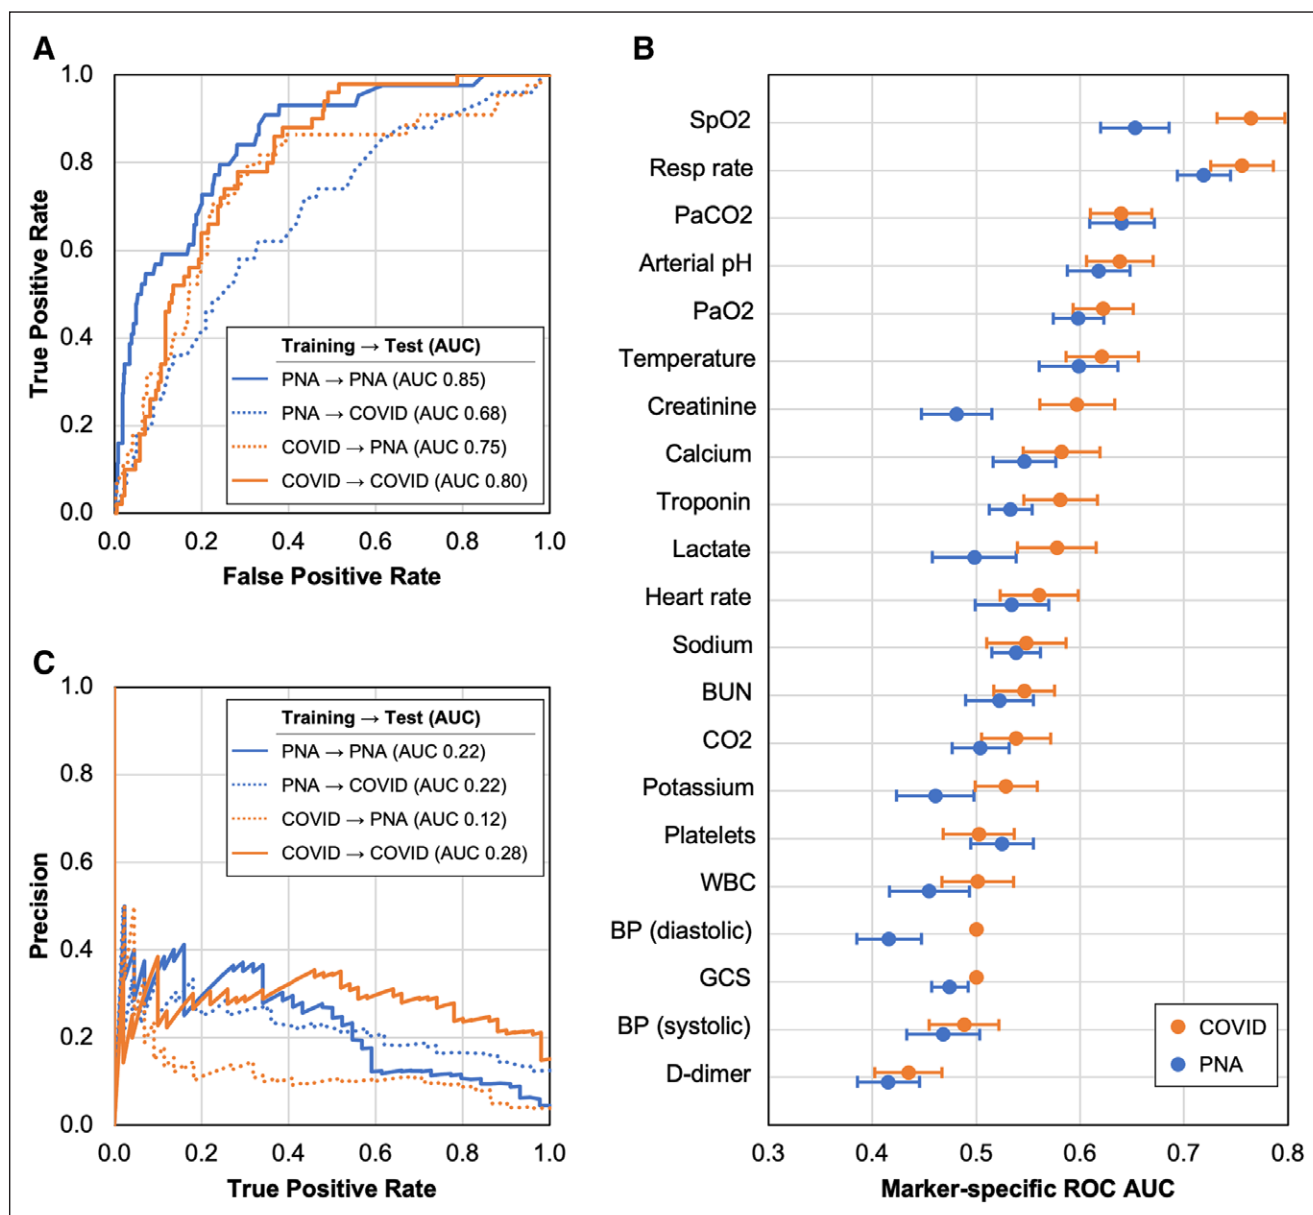 A
1.0
0.8
0.6
0.4
0.2
0.0
True Positive Rate
Training → Test (AUC)
PNA → PNA (AUC 0.85)
PNA → COVID (AUC 0.68)
COVID → PNA (AUC 0.75)
COVID → COVID (AUC 0.80)
0.0 0.2 0.4 0.6 0.8 1.0
False Positive Rate
B
SpO2
Resp rate
PaCO2
Arterial pH
PaO2
Temperature
Creatinine
Calcium
Troponin
Lactate
Heart rate
Sodium
BUN
CO2
Potassium
Platelets
WBC
BP (diastolic)
GCS
BP (systolic)
D-dimer
COVID
PNA
0.3 0.4 0.5 0.6 0.7 0.8
Marker-specific ROC AUC
C
1.0
0.8
0.6
0.4
0.2
0.0
Precision
Training → Test (AUC)
PNA → PNA (AUC 0.22)
PNA → COVID (AUC 0.22)
COVID → PNA (AUC 0.12)
COVID → COVID (AUC 0.28)
0.0 0.2 0.4 0.6 0.8 1.0
True Positive Rate